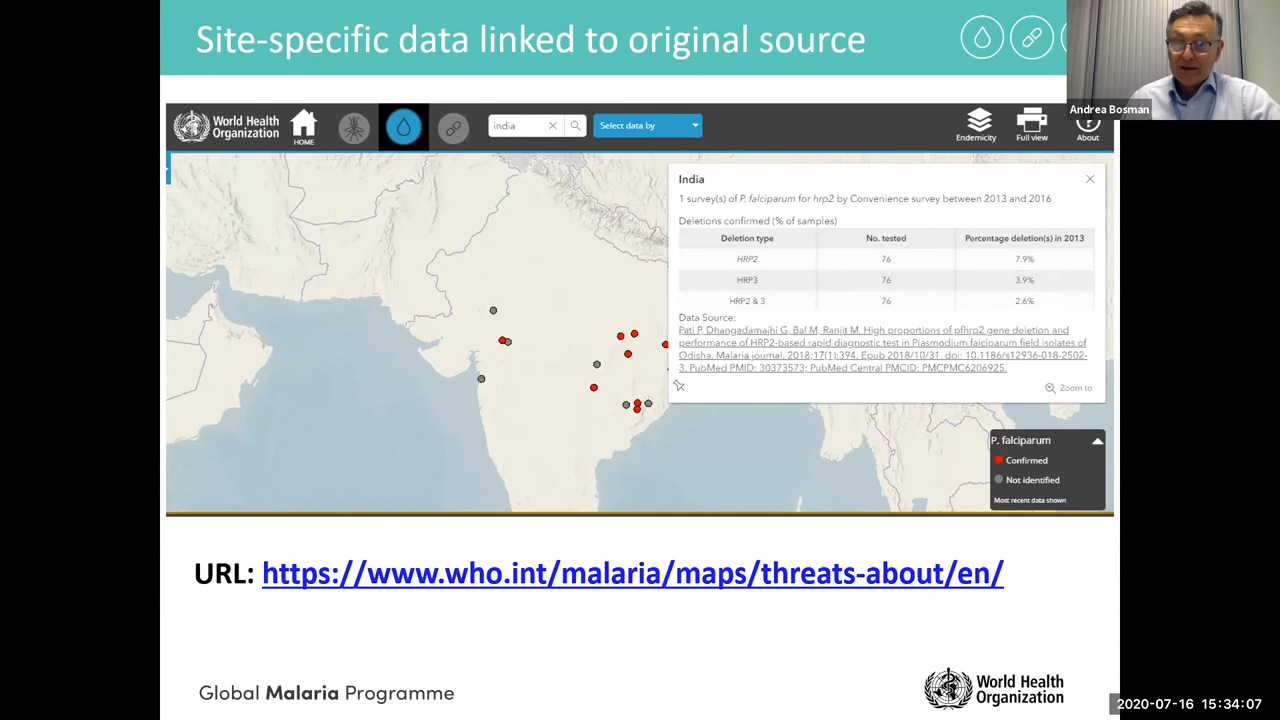 Site-specific data linked to original source
Andrea Bosman
World Health
Organization
HOME
india
Select data by
Endemicity
Full view
About
India
1 survey(s) of P. falciparum for hrp2 by Convenience survey between 2013 and 2016
Deletions confirmed (% of samples)
Deletion type No. tested Percentage deletion(s) in 2013
HRP2 76 7.9%
HRP3 76 3.9%
HRP2 & 3 76 2.6%
Data Source:
Pati P, Dhangadamajhi G, Bal M, Ranjit M. High proportions of pfhrp2 gene deletion and
performance of HRP2-based rapid diagnostic test in Plasmodium falciparum field isolates of
Odisha. Malaria journal. 2018;17(1):394. Epub 2018/10/31. doi: 10.1186/s12936-018-2502-
3. PubMed PMID: 30373573; PubMed Central PMCID: PMCPMC6206925.
Zoom to
P. falciparum
Confirmed
Not identified
Most recent data shown
URL: https://www.who.int/malaria/maps/threats-about/en/
Global Malaria Programme
World Health
Organization
2020-07-16 15:34:07